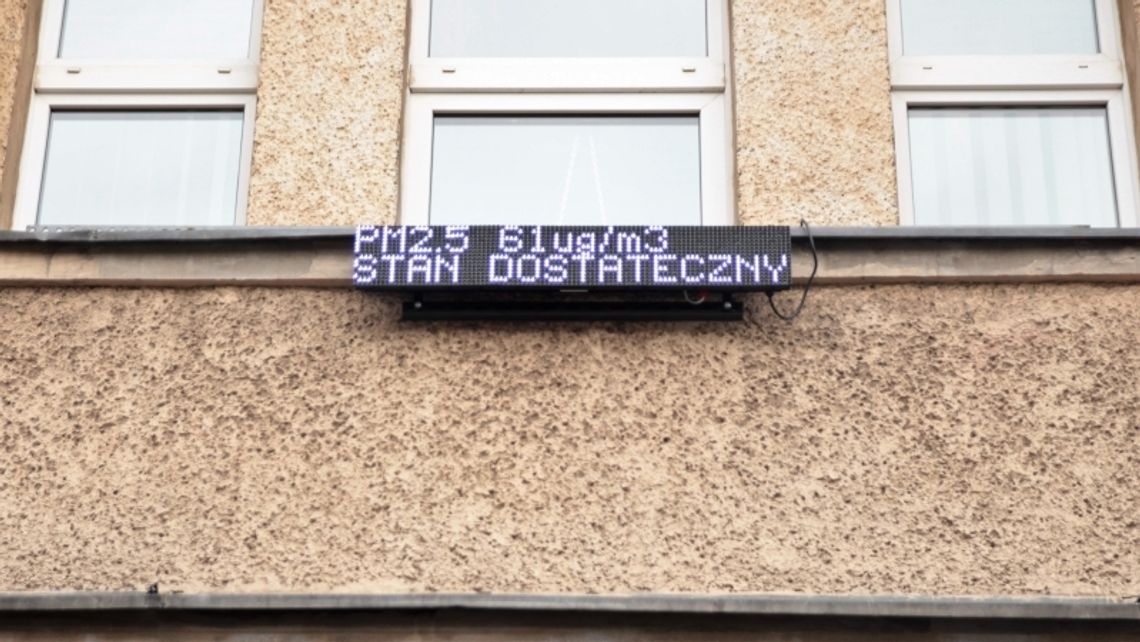 PM2.5 61ug/m3
STAN DOSTATECZNY